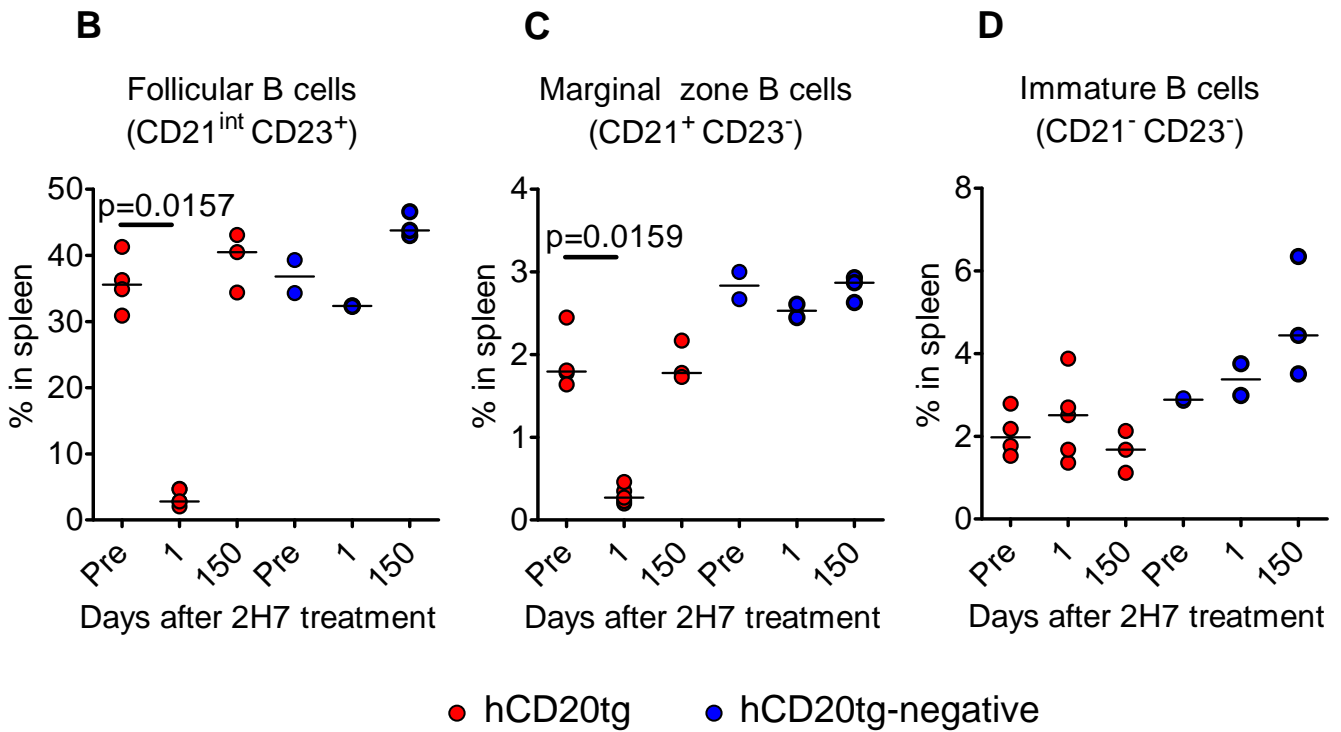 B
Follicular B cells
(CD21^int CD23^+)
50
40
30
20
10
0
% in spleen
p=0.0157
Pre 1 150 Pre 1 150
Days after 2H7 treatment
C
Marginal zone B cells
(CD21^+ CD23^-)
4
3
2
1
0
% in spleen
p=0.0159
Pre 1 150 Pre 1 150
Days after 2H7 treatment
D
Immature B cells
(CD21^- CD23^-)
8
6
4
2
0
% in spleen
Pre 1 150 Pre 1 150
Days after 2H7 treatment
hCD20tg
hCD20tg-negative